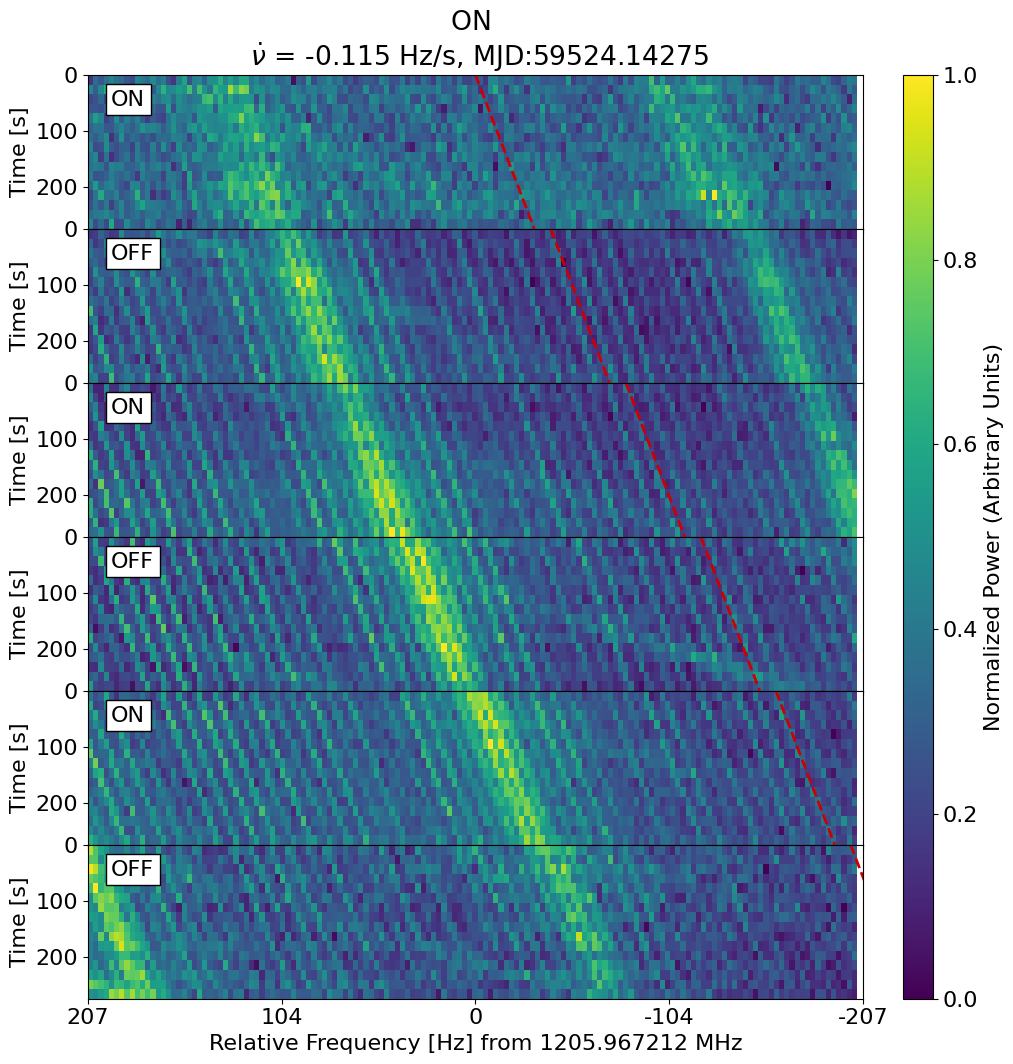 ON
ν̇ = -0.115 Hz/s, MJD:59524.14275
0
ON
Time [s]
100
200
0
OFF
Time [s]
100
200
0
ON
Time [s]
100
200
0
OFF
Time [s]
100
200
0
ON
Time [s]
100
200
0
OFF
Time [s]
100
200
207 104 0 -104 -207
Relative Frequency [Hz] from 1205.967212 MHz
1.0
0.8
0.6
0.4
0.2
0.0
Normalized Power (Arbitrary Units)